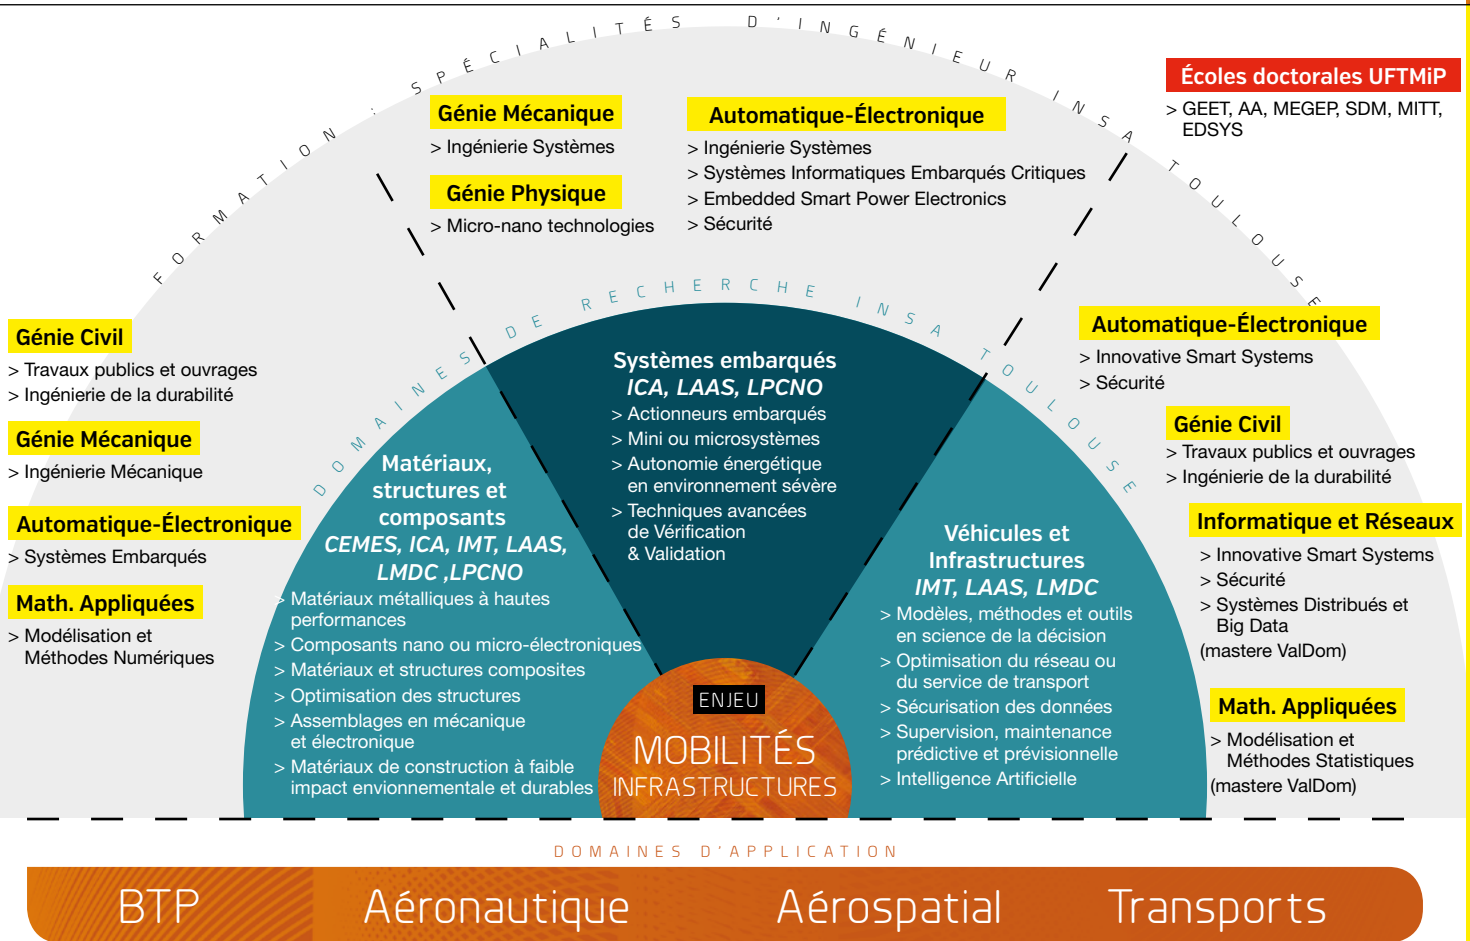 FORMATION : SPÉCIALITÉS D'INGÉNIEUR INSA TOULOUSE
Écoles doctorales UFTMiP
> GEET, AA, MEGEP, SDM, MITT,
EDSYS
Génie Mécanique
> Ingénierie Systèmes
Génie Physique
> Micro-nano technologies
Automatique-Électronique
> Ingénierie Systèmes
> Systèmes Informatiques Embarqués Critiques
> Embedded Smart Power Electronics
> Sécurité
Génie Civil
> Travaux publics et ouvrages
> Ingénierie de la durabilité
Génie Mécanique
> Ingénierie Mécanique
Automatique-Électronique
> Systèmes Embarqués
Math. Appliquées
> Modélisation et
Méthodes Numériques
DOMAINES DE RECHERCHE INSA TOULOUSE
Matériaux,
structures et
composants
CEMES, ICA, IMT, LAAS,
LMDC ,LPCNO
> Matériaux métalliques à hautes
performances
> Composants nano ou micro-électroniques
> Matériaux et structures composites
> Optimisation des structures
> Assemblages en mécanique
et électronique
> Matériaux de construction à faible
impact envionnementale et durables
Systèmes embarqués
ICA, LAAS, LPCNO
> Actionneurs embarqués
> Mini ou microsystèmes
> Autonomie énergétique
en environnement sévère
> Techniques avancées
de Vérification
& Validation
Véhicules et
Infrastructures
IMT, LAAS, LMDC
> Modèles, méthodes et outils
en science de la décision
> Optimisation du réseau ou
du service de transport
> Sécurisation des données
> Supervision, maintenance
prédictive et prévisionnelle
> Intelligence Artificielle
Automatique-Électronique
> Innovative Smart Systems
> Sécurité
Génie Civil
> Travaux publics et ouvrages
> Ingénierie de la durabilité
Informatique et Réseaux
> Innovative Smart Systems
> Sécurité
> Systèmes Distribués et
Big Data
(mastere ValDom)
Math. Appliquées
> Modélisation et
Méthodes Statistiques
(mastere ValDom)
ENJEU
MOBILITÉS
INFRASTRUCTURES
DOMAINES D'APPLICATION
BTP
Aéronautique
Aérospatial
Transports